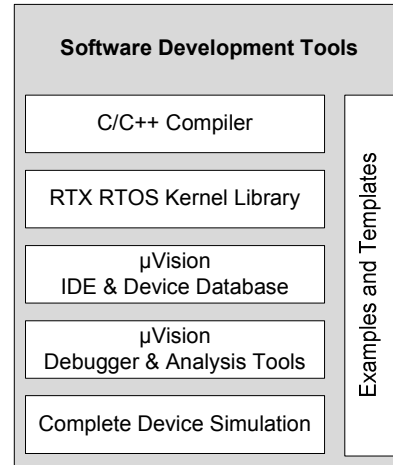 Software Development Tools
C/C++ Compiler
RTX RTOS Kernel Library
µVision
IDE & Device Database
µVision
Debugger & Analysis Tools
Complete Device Simulation
Examples and Templates